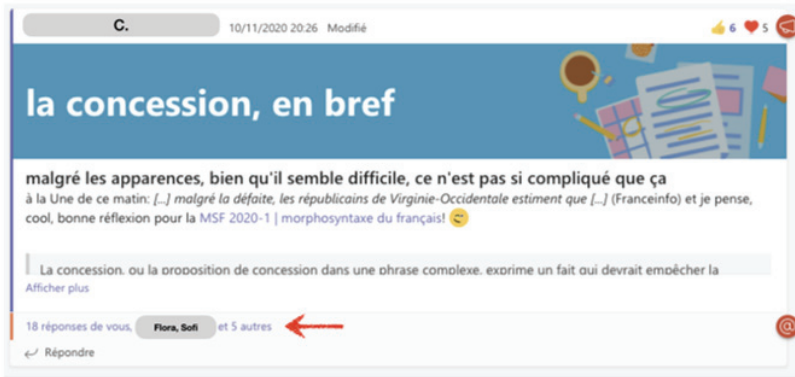 C. 10/11/2020 20:26 Modifié 6 5
la concession, en bref
malgré les apparences, bien qu'il semble difficile, ce n'est pas si compliqué que ça
à la Une de ce matin: [...] malgré la défaite, les républicains de Virginie-Occidentale estiment que [...] (Franceinfo) et je pense,
cool, bonne réflexion pour la MSF 2020-1 | morphosyntaxe du français!
La concession, ou la proposition de concession dans une phrase complexe, exprime un fait qui devrait empêcher la
Afficher plus
18 réponses de vous, Flora, Sofi et 5 autres
@
Répondre